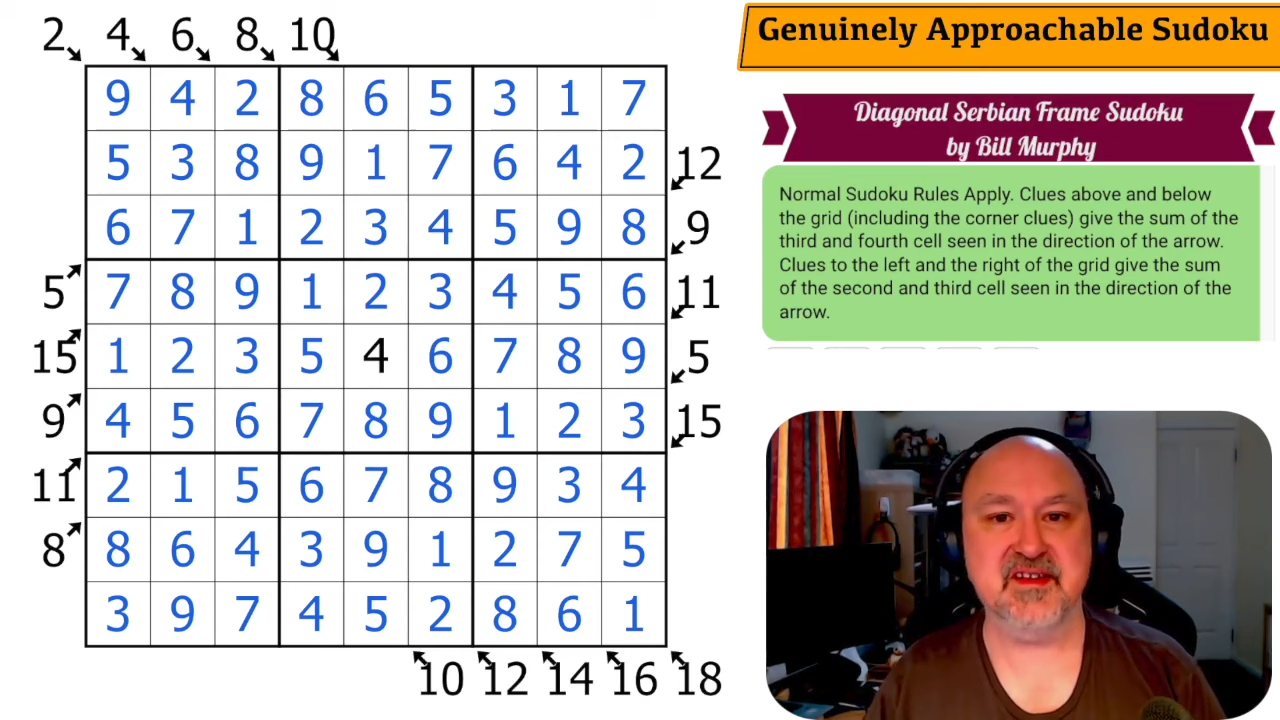 2 4 6 8 10
Genuinely Approachable Sudoku
Diagonal Serbian Frame Sudoku
by Bill Murphy
Normal Sudoku Rules Apply. Clues above and below
the grid (including the corner clues) give the sum of the
third and fourth cell seen in the direction of the arrow.
Clues to the left and the right of the grid give the sum
of the second and third cell seen in the direction of the
arrow.
9 4 2 8 6 5 3 1 7
5 3 8 9 1 7 6 4 2 12
6 7 1 2 3 4 5 9 8 9
5 7 8 9 1 2 3 4 5 6 11
15 1 2 3 5 4 6 7 8 9 5
9 4 5 6 7 8 9 1 2 3 15
11 2 1 5 6 7 8 9 3 4
8 8 6 4 3 9 1 2 7 5
3 9 7 4 5 2 8 6 1
10 12 14 16 18